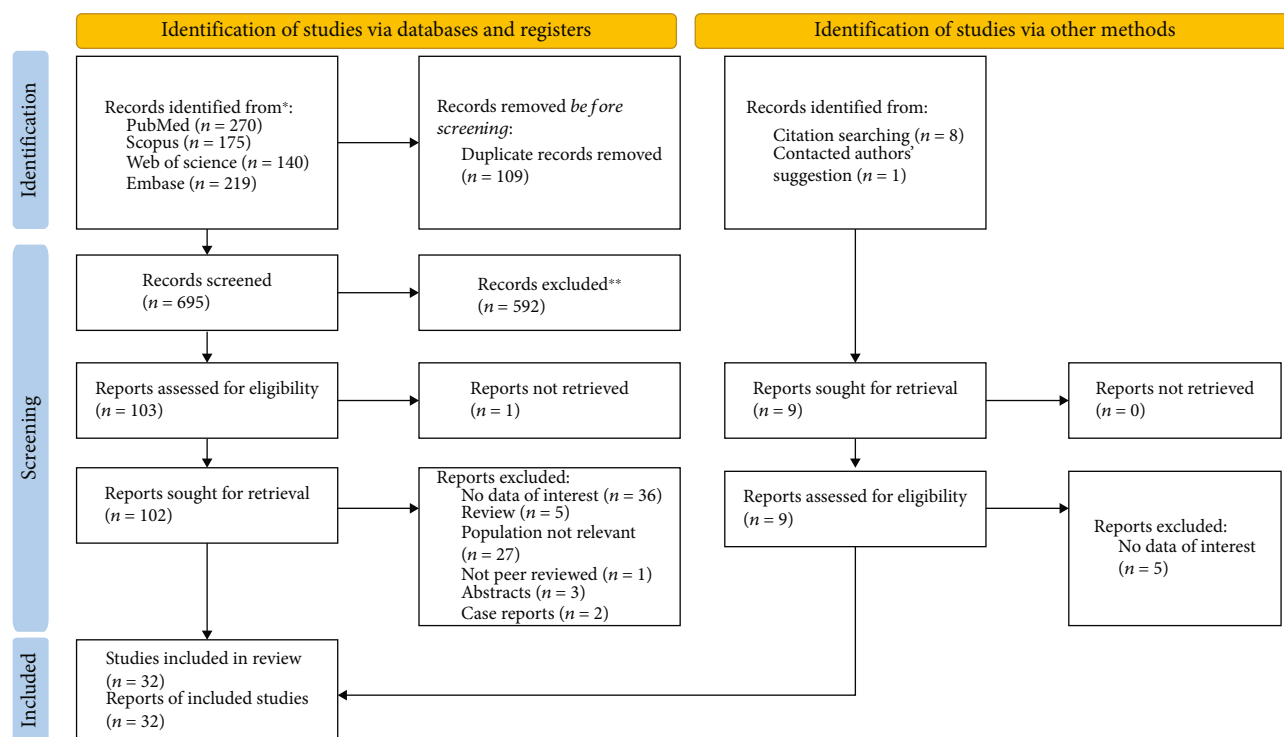 Identification of studies via databases and registers
Identification of studies via other methods
Identification
Records identified from*:
PubMed (n = 270)
Scopus (n = 175)
Web of science (n = 140)
Embase (n = 219)
Records removed before
screening:
Duplicate records removed
(n = 109)
Records identified from:
Citation searching (n = 8)
Contacted authors'
suggestion (n = 1)
Screening
Records screened
(n = 695)
Records excluded**
(n = 592)
Reports assessed for eligibility
(n = 103)
Reports not retrieved
(n = 1)
Reports sought for retrieval
(n = 9)
Reports not retrieved
(n = 0)
Reports sought for retrieval
(n = 102)
Reports excluded:
No data of interest (n = 36)
Review (n = 5)
Population not relevant
(n = 27)
Not peer reviewed (n = 1)
Abstracts (n = 3)
Case reports (n = 2)
Reports assessed for eligibility
(n = 9)
Reports excluded:
No data of interest
(n = 5)
Included
Studies included in review
(n = 32)
Reports of included studies
(n = 32)